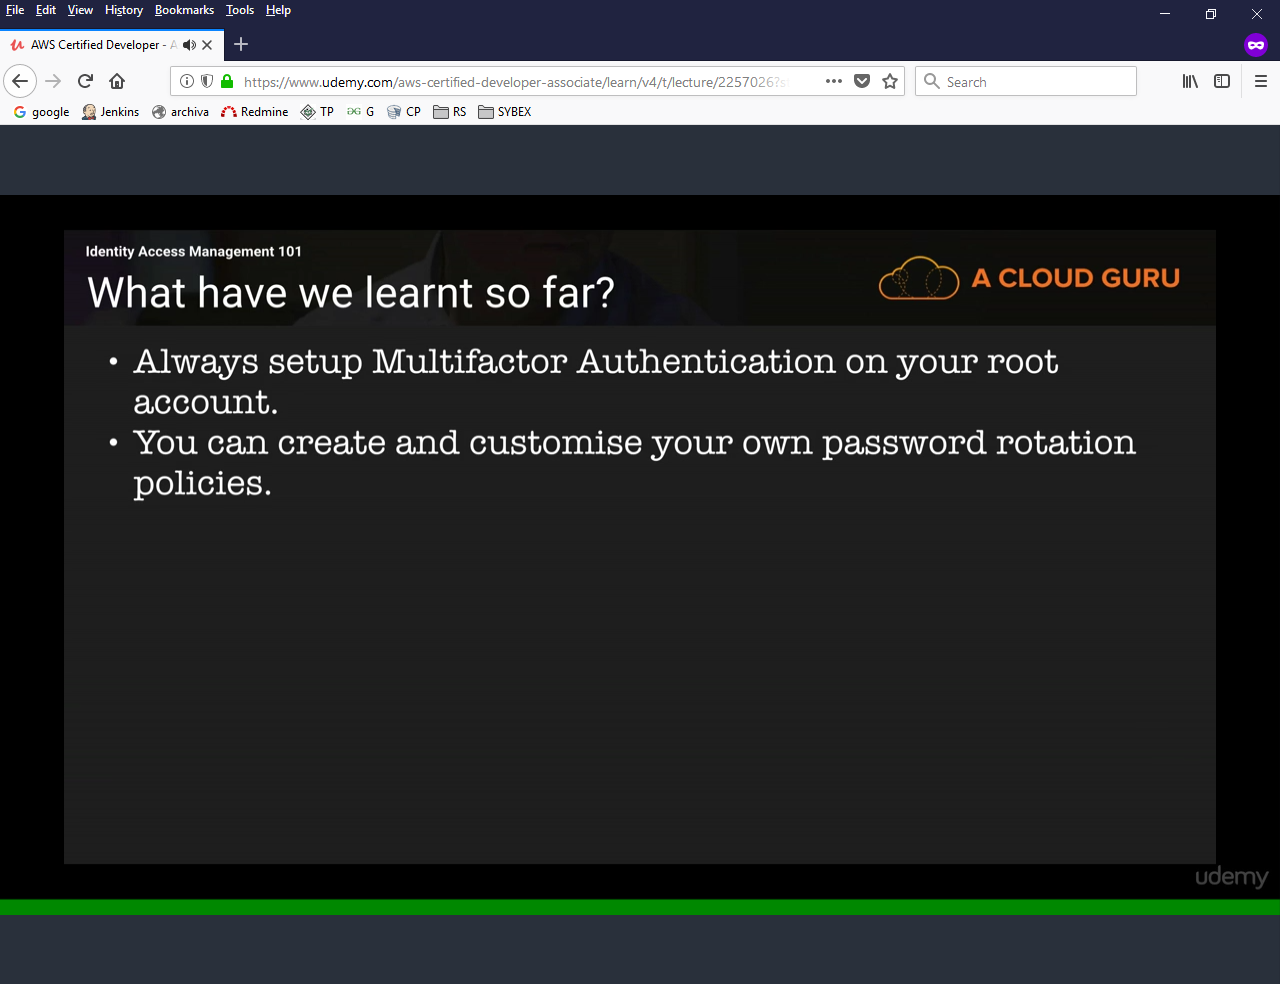 File Edit View History Bookmarks Tools Help
AWS Certified Developer - A
https://www.udemy.com/aws-certified-developer-associate/learn/v4/t/lecture/2257026?s
Search
google Jenkins archiva Redmine TP G CP RS SYBEX
Identity Access Management 101
What have we learnt so far?
A CLOUD GURU
• Always setup Multifactor Authentication on your root
account.
• You can create and customise your own password rotation
policies.
udemy